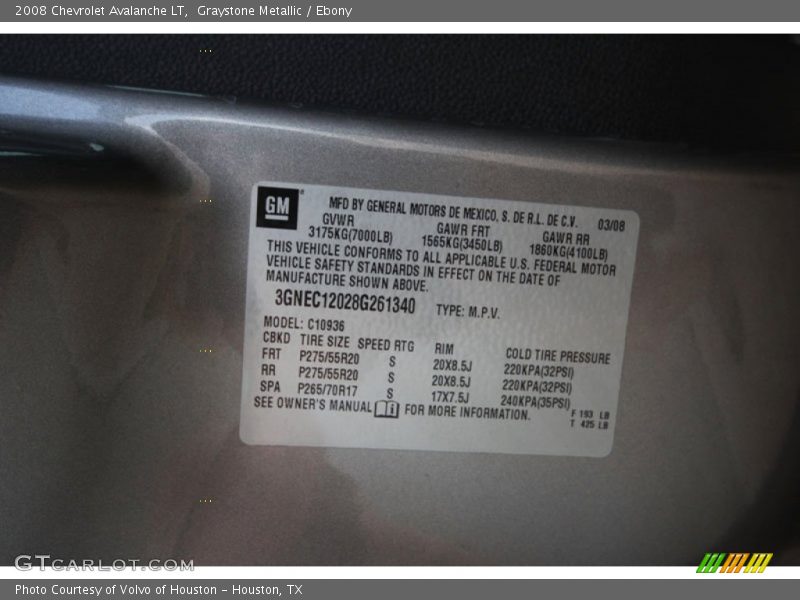 2008 Chevrolet Avalanche LT,  Graystone Metallic / Ebony
GM
MFD BY GENERAL MOTORS DE MEXICO, S. DE R.L. DE C.V. 03/08
GVWR GAWR FRT GAWR RR
3175KG(7000LB) 1565KG(3450LB) 1860KG(4100LB)
THIS VEHICLE CONFORMS TO ALL APPLICABLE U.S. FEDERAL MOTOR
VEHICLE SAFETY STANDARDS IN EFFECT ON THE DATE OF
MANUFACTURE SHOWN ABOVE.
3GNEC12028G261340 TYPE: M.P.V.
MODEL: C10936
CBKD TIRE SIZE SPEED RTG RIM COLD TIRE PRESSURE
FRT P275/55R20 S 20X8.5J 220KPA(32PSI)
RR P275/55R20 S 20X8.5J 220KPA(32PSI)
SPA P265/70R17 S 17X7.5J 240KPA(35PSI)
SEE OWNER'S MANUAL FOR MORE INFORMATION.
F 193 LB
T 425 LB
GTCARLOT.COM
Photo Courtesy of Volvo of Houston - Houston, TX